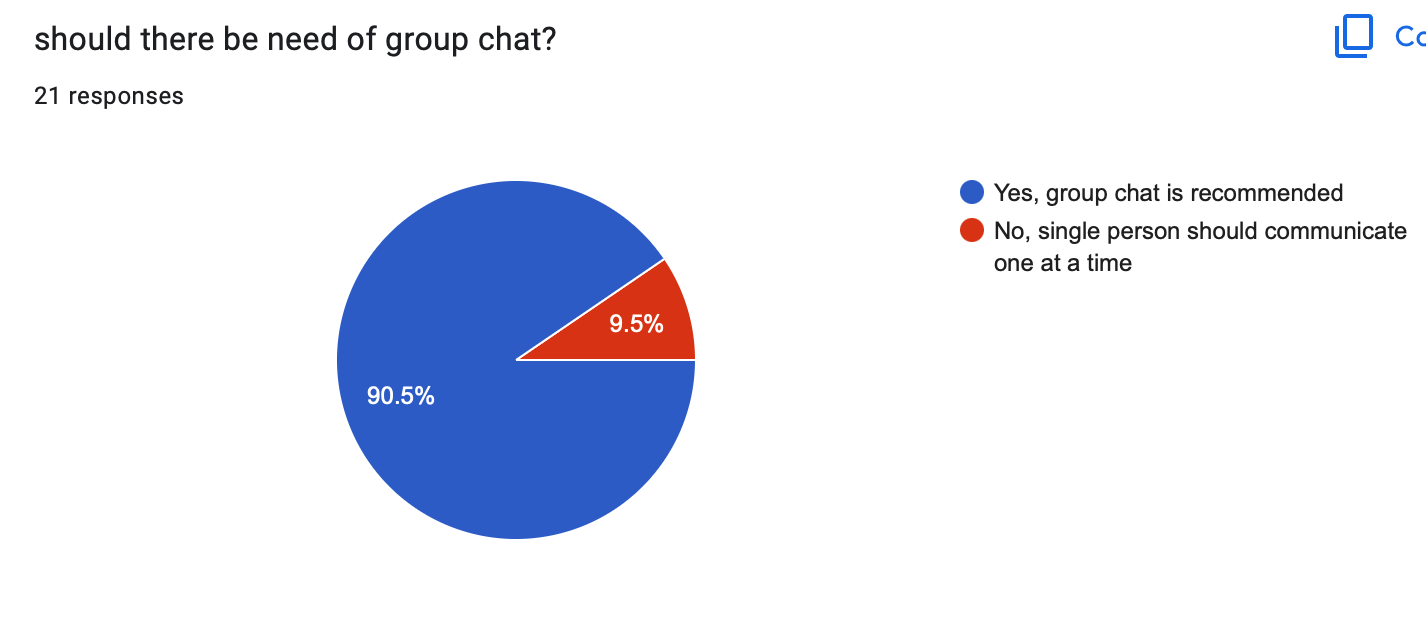 should there be need of group chat?
Co
21 responses
Yes, group chat is recommended
No, single person should communicate
one at a time
9.5%
90.5%